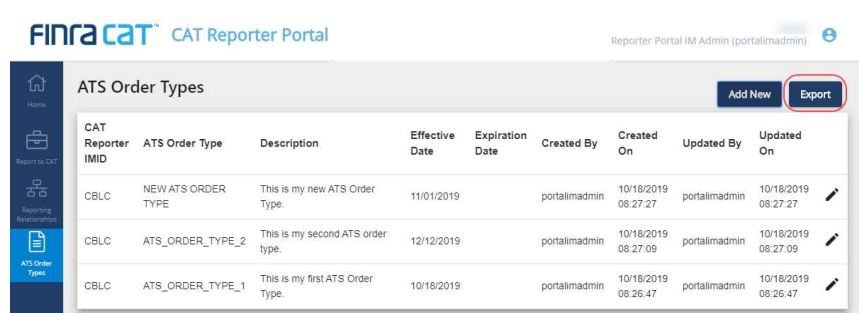 FINRA CAT™ CAT Reporter Portal
Reporter Portal IM Admin (portalimadmin)
Home
Report to CAT
Reporting
Relationships
ATS Order
Types
ATS Order Types
Add New
Export
CAT
Reporter
IMID
ATS Order Type
Description
Effective
Date
Expiration
Date
Created By
Created
On
Updated By
Updated
On
CBLC
NEW ATS ORDER
TYPE
This is my new ATS Order
Type.
11/01/2019
portalimadmin
10/18/2019
08:27:27
portalimadmin
10/18/2019
08:27:27
CBLC
ATS_ORDER_TYPE_2
This is my second ATS order
type.
12/12/2019
portalimadmin
10/18/2019
08:27:09
portalimadmin
10/18/2019
08:27:09
CBLC
ATS_ORDER_TYPE_1
This is my first ATS Order
Type.
10/18/2019
portalimadmin
10/18/2019
08:26:47
portalimadmin
10/18/2019
08:26:47